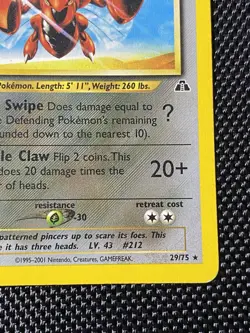 Pokémon. Length: 5' 11", Weight: 260 lbs.
Swipe Does damage equal to
e Defending Pokémon's remaining ?
unded down to the nearest 10).
le Claw Flip 2 coins. This
does 20 damage times the 20+
r of heads.
resistance retreat cost
-30
patterned pincers up to scare its foes. This
e it has three heads. LV. 43 #212
©1995-2001 Nintendo, Creatures, GAMEFREAK. 29/75 ★